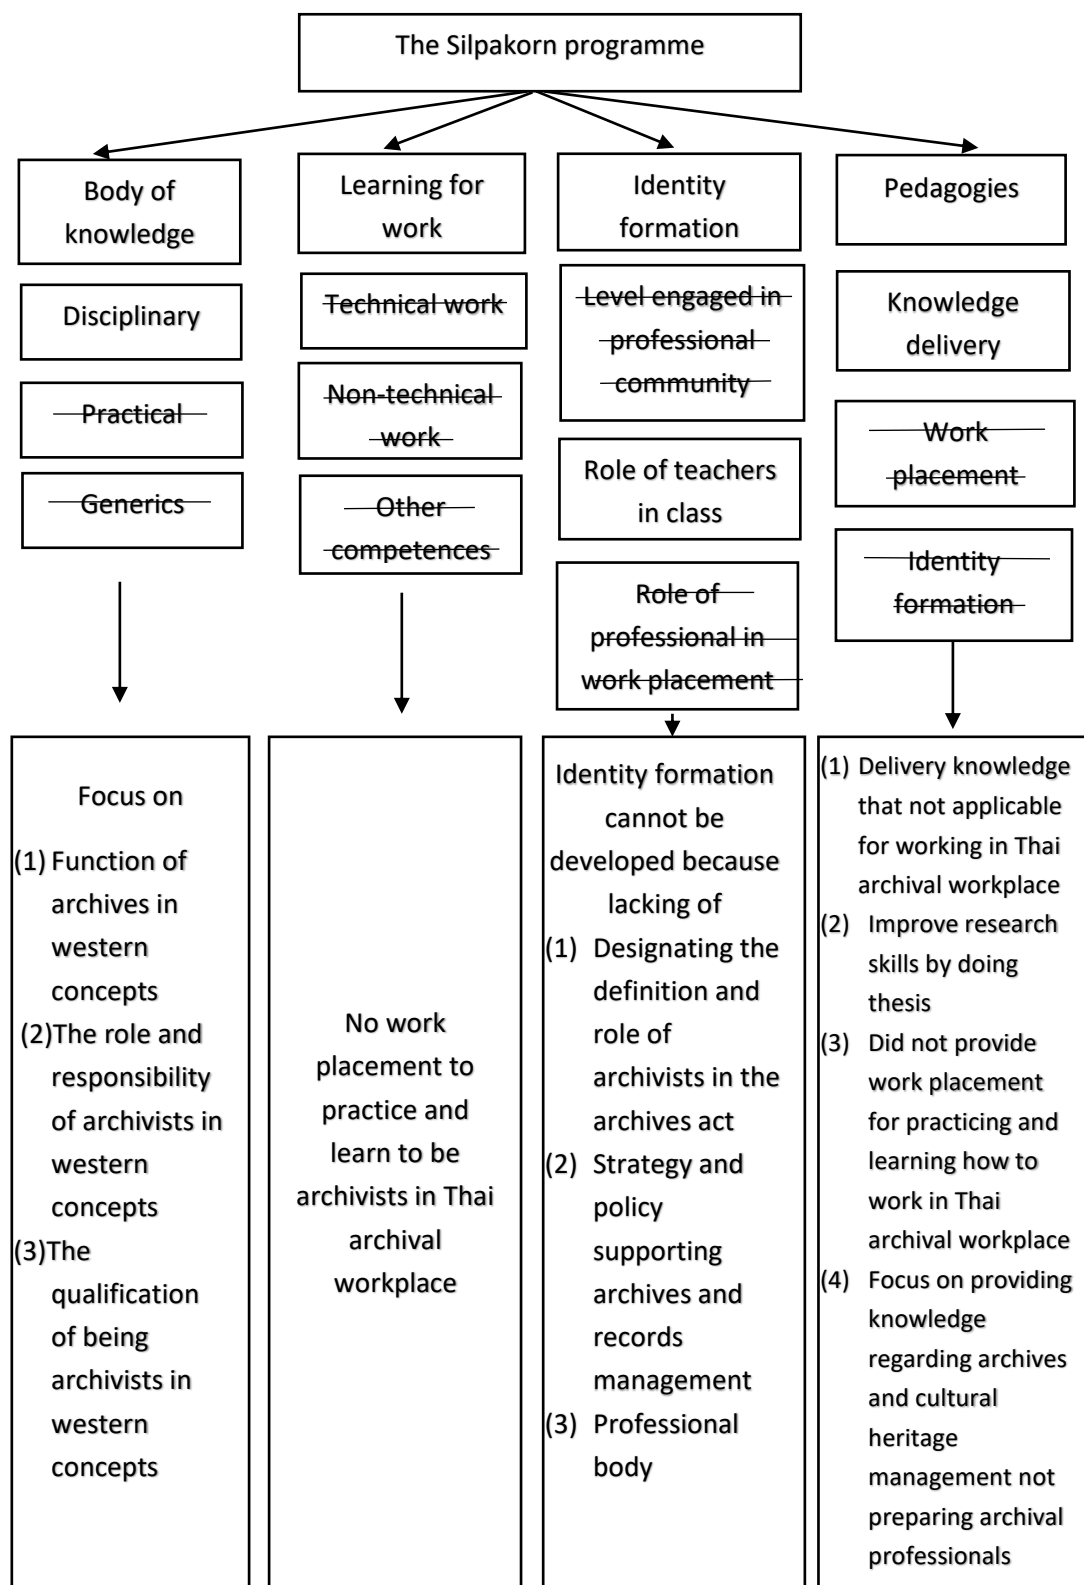 The Silpakorn programme
Body of
knowledge
Disciplinary
Practical
Generics
Learning for
work
Technical work
Non-technical
work
Other
competences
Identity
formation
Level engaged in
professional
community
Role of teachers
in class
Role of
professional in
work placement
Pedagogies
Knowledge
delivery
Work
placement
Identity
formation
Focus on
(1) Function of
archives in
western
concepts
(2)The role and
responsibility
of archivists in
western
concepts
(3)The
qualification
of being
archivists in
western
concepts
No work
placement to
practice and
learn to be
archivists in Thai
archival
workplace
Identity formation
cannot be
developed because
lacking of
(1) Designating the
definition and
role of
archivists in the
archives act
(2) Strategy and
policy
supporting
archives and
records
management
(3) Professional
body
(1) Delivery knowledge
that not applicable
for working in Thai
archival workplace
(2) Improve research
skills by doing
thesis
(3) Did not provide
work placement
for practicing and
learning how to
work in Thai
archival workplace
(4) Focus on providing
knowledge
regarding archives
and cultural
heritage
management not
preparing archival
professionals